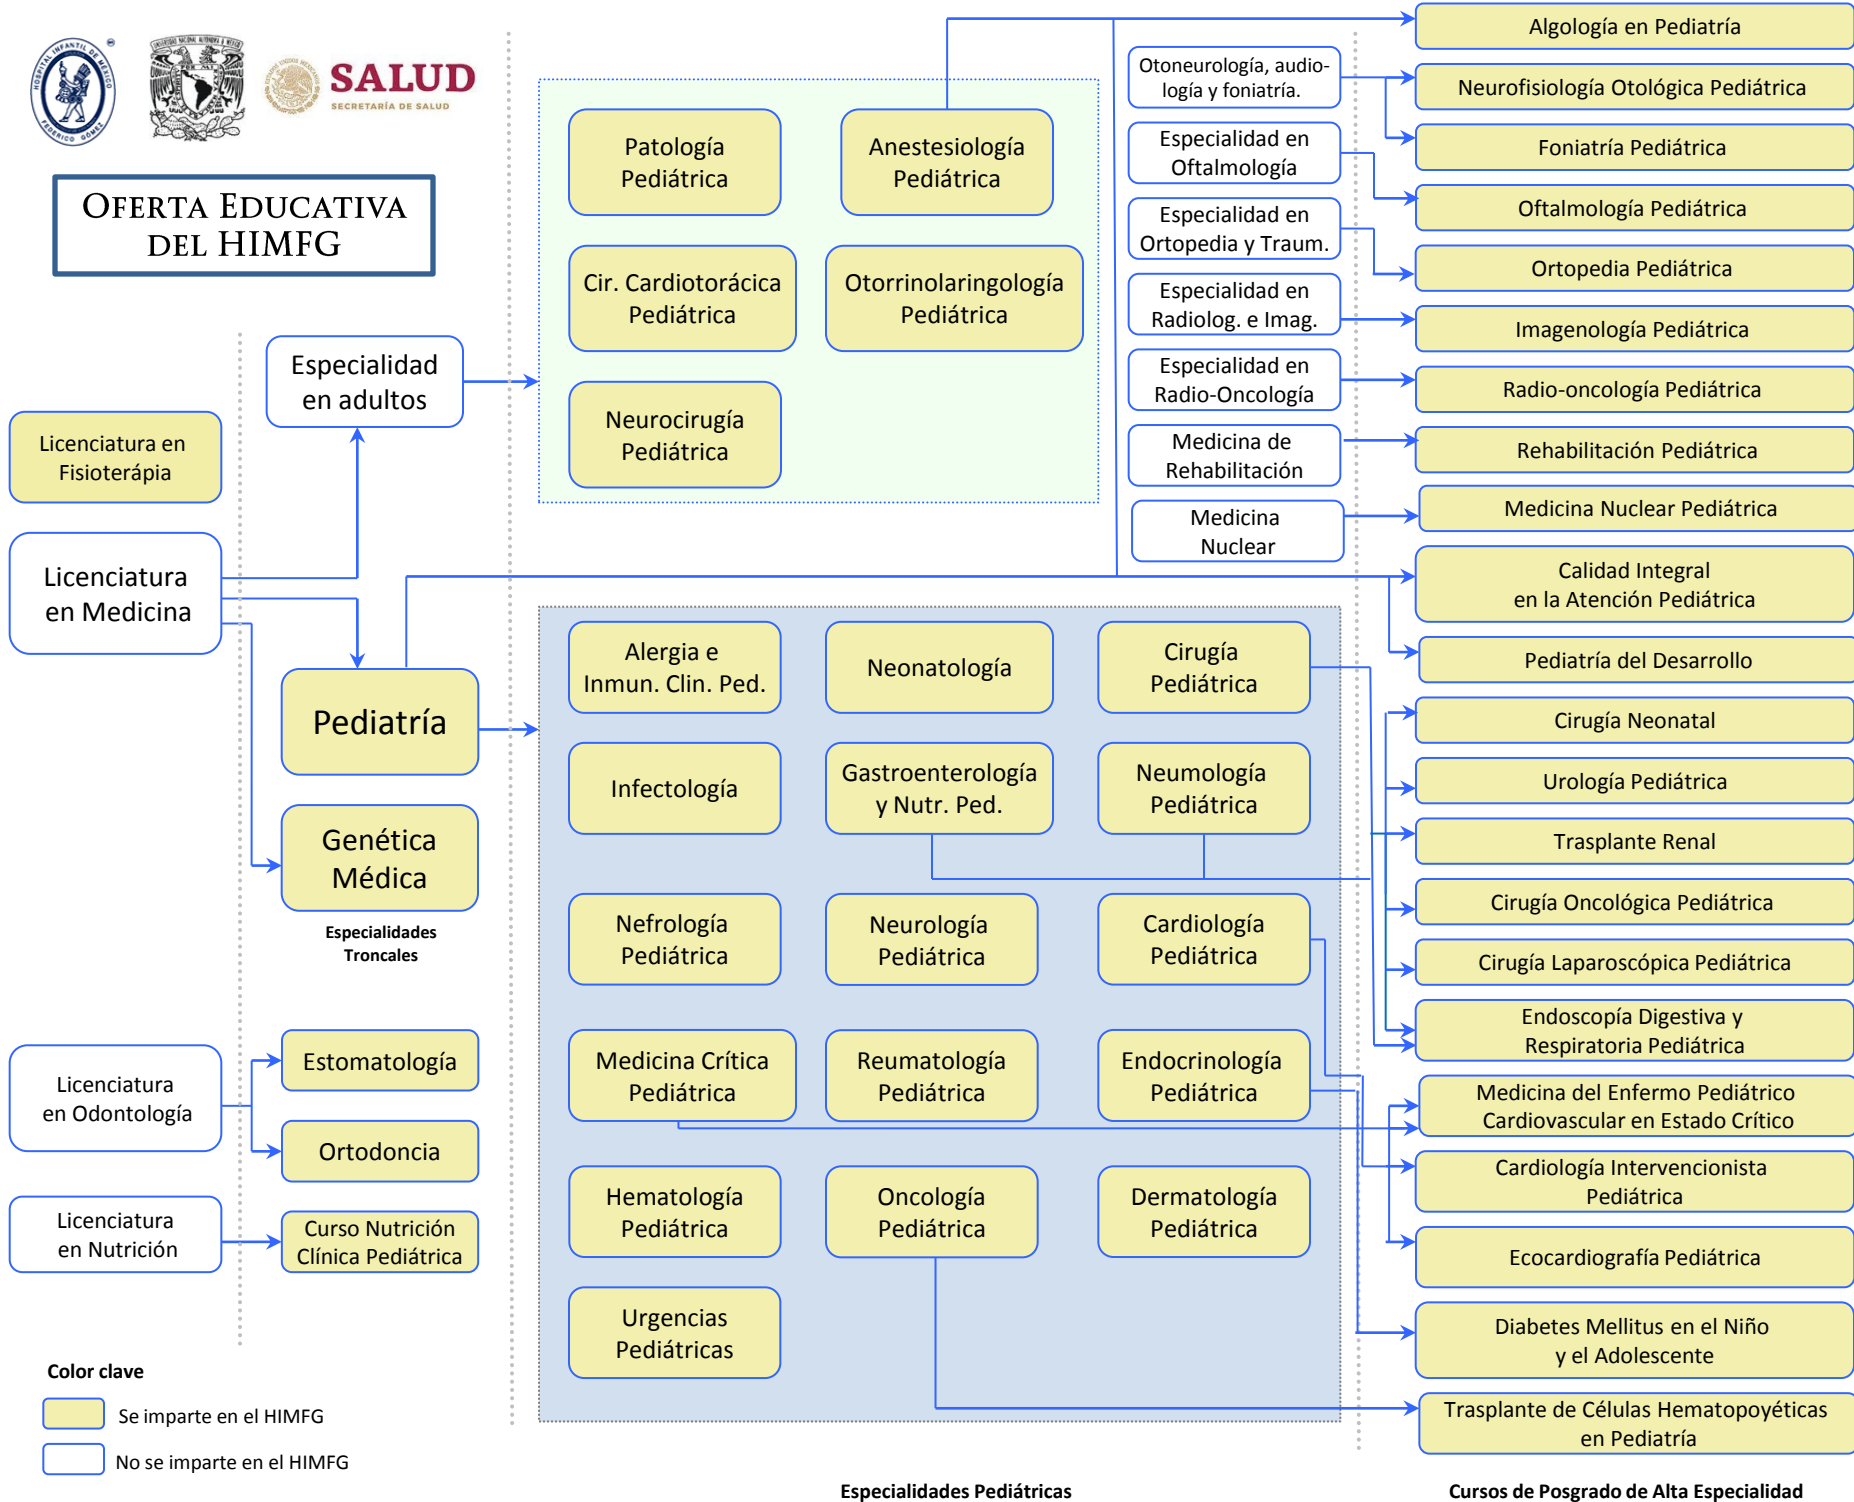 HOSPITAL INFANTIL DE MÉXICO
FEDERICO GÓMEZ
SALUD
SECRETARÍA DE SALUD
OFERTA EDUCATIVA
DEL HIMFG
Licenciatura en
Fisioterápia
Licenciatura
en Medicina
Licenciatura
en Odontología
Licenciatura
en Nutrición
Especialidad
en adultos
Pediatría
Genética
Médica
Especialidades
Troncales
Estomatología
Ortodoncia
Curso Nutrición
Clínica Pediátrica
Patología
Pediátrica
Anestesiología
Pediátrica
Cir. Cardiotorácica
Pediátrica
Otorrinolaringología
Pediátrica
Neurocirugía
Pediátrica
Alergia e
Inmun. Clin. Ped.
Neonatología
Cirugía
Pediátrica
Infectología
Gastroenterología
y Nutr. Ped.
Neumología
Pediátrica
Nefrología
Pediátrica
Neurología
Pediátrica
Cardiología
Pediátrica
Medicina Crítica
Pediátrica
Reumatología
Pediátrica
Endocrinología
Pediátrica
Hematología
Pediátrica
Oncología
Pediátrica
Dermatología
Pediátrica
Urgencias
Pediátricas
Otoneurología, audio-
logía y foniatría.
Especialidad en
Oftalmología
Especialidad en
Ortopedia y Traum.
Especialidad en
Radiolog. e Imag.
Especialidad en
Radio-Oncología
Medicina de
Rehabilitación
Medicina
Nuclear
Algología en Pediatría
Neurofisiología Otológica Pediátrica
Foniatría Pediátrica
Oftalmología Pediátrica
Ortopedia Pediátrica
Imagenología Pediátrica
Radio-oncología Pediátrica
Rehabilitación Pediátrica
Medicina Nuclear Pediátrica
Calidad Integral
en la Atención Pediátrica
Pediatría del Desarrollo
Cirugía Neonatal
Urología Pediátrica
Trasplante Renal
Cirugía Oncológica Pediátrica
Cirugía Laparoscópica Pediátrica
Endoscopía Digestiva y
Respiratoria Pediátrica
Medicina del Enfermo Pediátrico
Cardiovascular en Estado Crítico
Cardiología Intervencionista
Pediátrica
Ecocardiografía Pediátrica
Diabetes Mellitus en el Niño
y el Adolescente
Trasplante de Células Hematopoyéticas
en Pediatría
Color clave
Se imparte en el HIMFG
No se imparte en el HIMFG
Especialidades Pediátricas
Cursos de Posgrado de Alta Especialidad